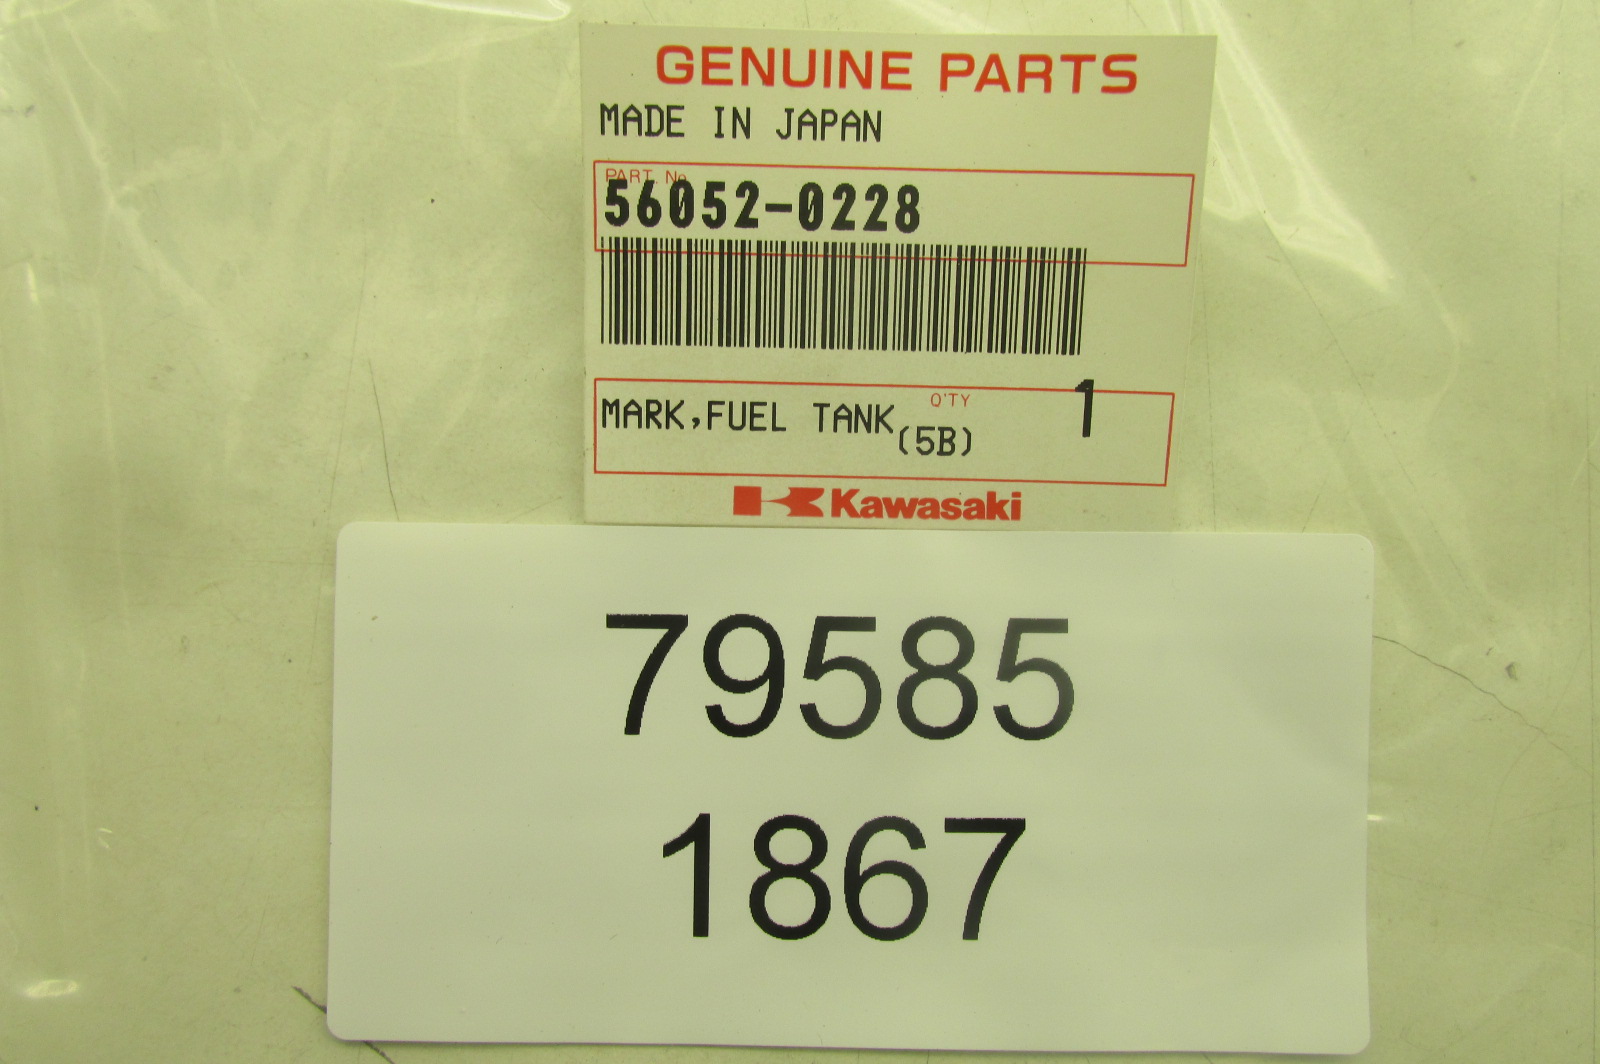 GENUINE PARTS
MADE IN JAPAN
PART No.
56052-0228
Q'TY 1
MARK,FUEL TANK
(5B)
Kawasaki
79585
1867